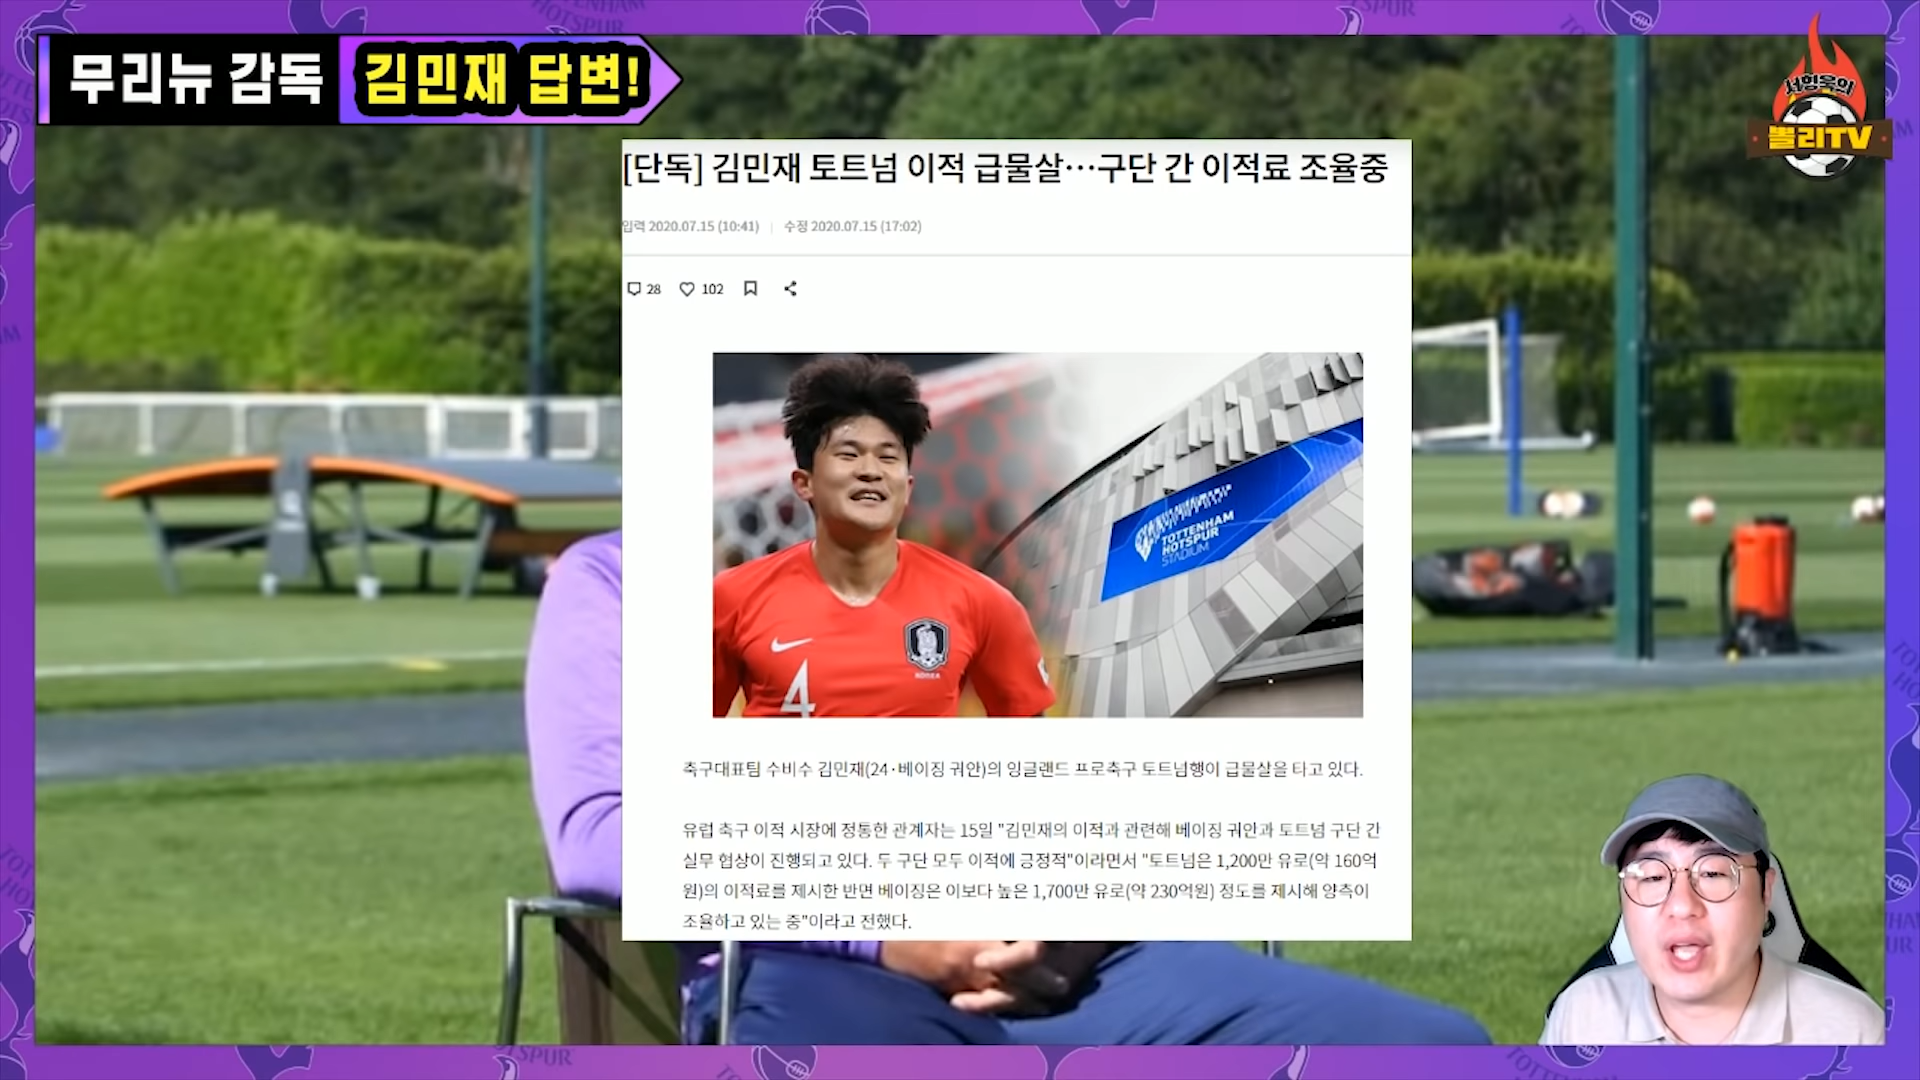 무리뉴 감독 김민재 답변!
서형욱의
뽈리TV
[단독] 김민재 토트넘 이적 급물살…구단 간 이적료 조율중
입력 2020.07.15 (10:41) | 수정 2020.07.15 (17:02)
28 102
TOTTENHAM
HOTSPUR
STADIUM
KOREA
4
축구대표팀 수비수 김민재(24·베이징 궈안)의 잉글랜드 프로축구 토트넘행이 급물살을 타고 있다.
유럽 축구 이적 시장에 정통한 관계자는 15일 "김민재의 이적과 관련해 베이징 궈안과 토트넘 구단 간
실무 협상이 진행되고 있다. 두 구단 모두 이적에 긍정적"이라면서 "토트넘은 1,200만 유로(약 160억
원)의 이적료를 제시한 반면 베이징은 이보다 높은 1,700만 유로(약 230억원) 정도를 제시해 양측이
조율하고 있는 중"이라고 전했다.